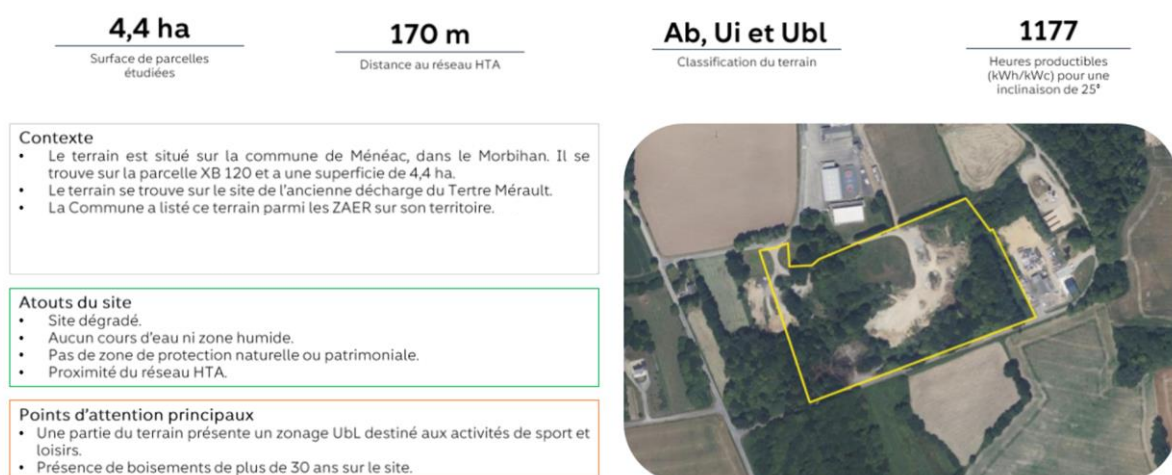 4,4 ha
Surface de parcelles
étudiées
170 m
Distance au réseau HTA
Ab, Ui et Ubl
Classification du terrain
1177
Heures productibles
(kWh/kWc) pour une
inclinaison de 25°
Contexte
• Le terrain est situé sur la commune de Ménéac, dans le Morbihan. Il se
trouve sur la parcelle XB 120 et a une superficie de 4,4 ha.
• Le terrain se trouve sur le site de l'ancienne décharge du Tertre Mérault.
• La Commune a listé ce terrain parmi les ZAER sur son territoire.
Atouts du site
• Site dégradé.
• Aucun cours d'eau ni zone humide.
• Pas de zone de protection naturelle ou patrimoniale.
• Proximité du réseau HTA.
Points d'attention principaux
• Une partie du terrain présente un zonage UbL destiné aux activités de sport et
loisirs.
• Présence de boisements de plus de 30 ans sur le site.